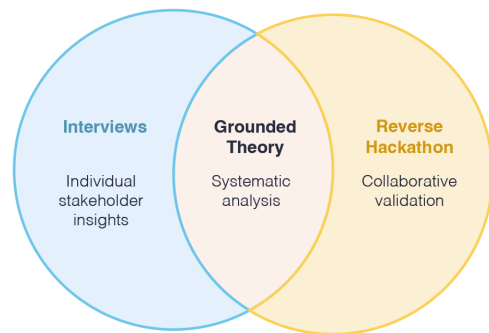 Interviews
Individual
stakeholder
insights
Grounded
Theory
Systematic
analysis
Reverse
Hackathon
Collaborative
validation